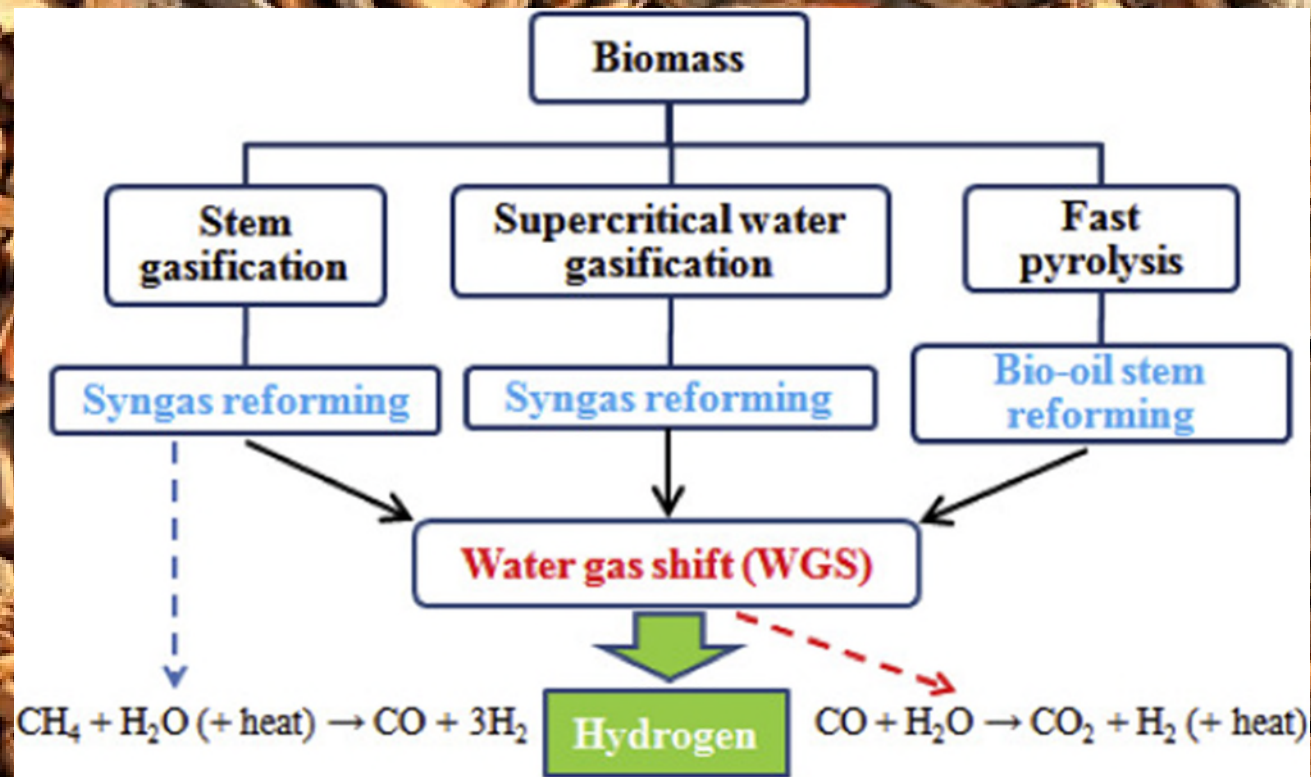 Biomass
Stem
gasification
Supercritical water
gasification
Fast
pyrolysis
Syngas reforming
Syngas reforming
Bio-oil stem
reforming
Water gas shift (WGS)
CH₄ + H₂O (+ heat) → CO + 3H₂
Hydrogen
CO + H₂O → CO₂ + H₂ (+ heat)